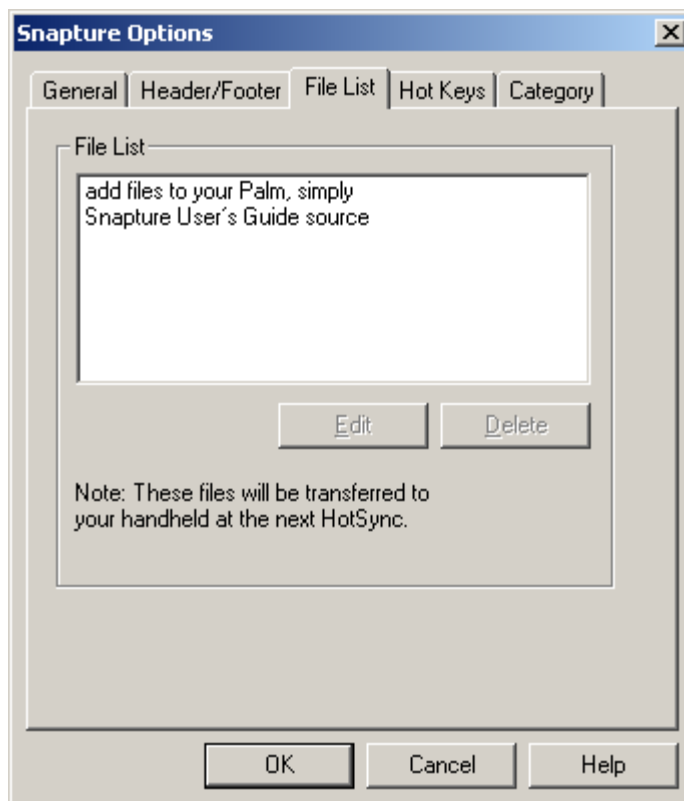 Snapture Options
General Header/Footer File List Hot Keys Category
File List
add files to your Palm, simply
Snapture User's Guide source
Edit Delete
Note: These files will be transferred to
your handheld at the next HotSync.
OK Cancel Help